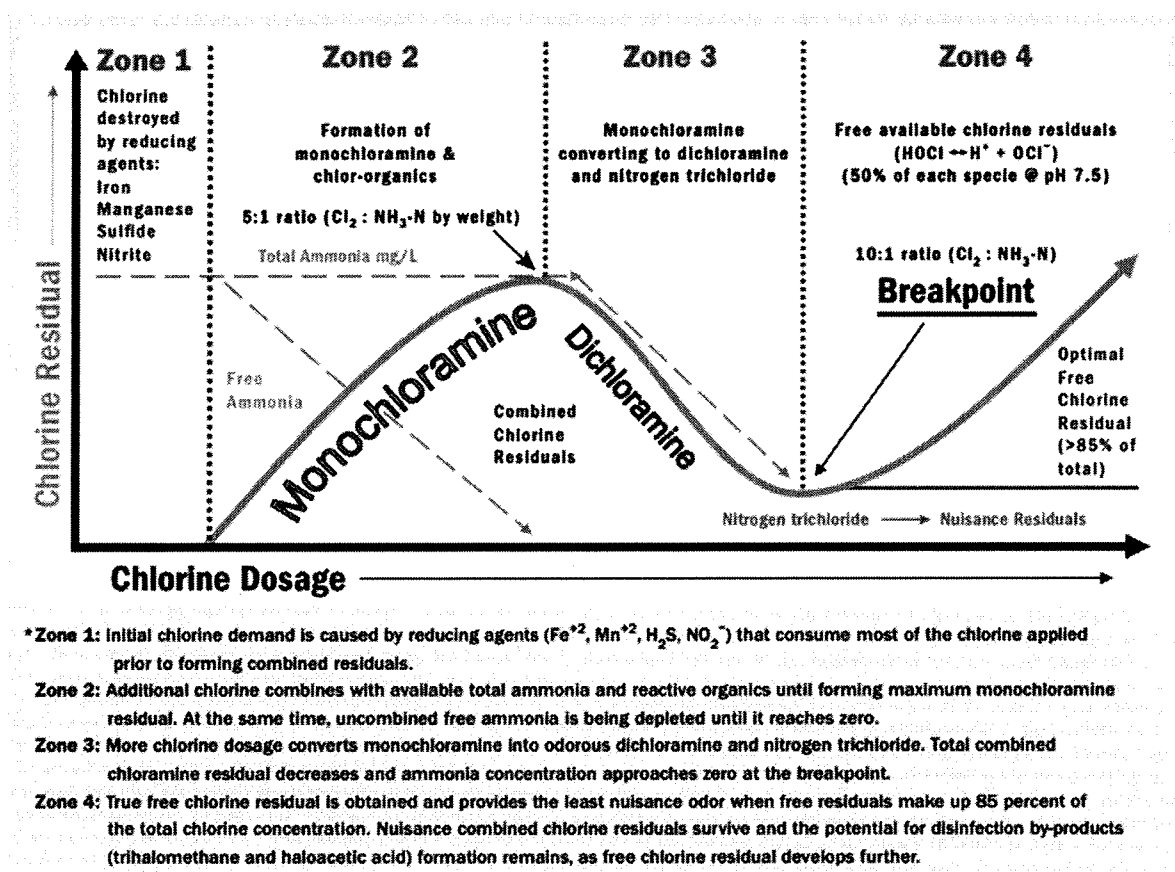 Zone 1
Zone 2
Zone 3
Zone 4
Chlorine
destroyed
by reducing
agents:
Iron
Manganese
Sulfide
Nitrite
Formation of
monochloramine &
chlor-organics
Monochloramine
converting to dichloramine
and nitrogen trichloride
Free available chlorine residuals
(HOCl ↔ H⁺ + OCl⁻)
(50% of each specie @ pH 7.5)
5:1 ratio (Cl₂ : NH₃-N by weight)
Total Ammonia mg/L
10:1 ratio (Cl₂ : NH₃-N)
Breakpoint
Chlorine Residual
Free
Ammonia
Monochloramine
Combined
Chlorine
Residuals
Dichloramine
Optimal
Free
Chlorine
Residual
(>85% of
total)
Nitrogen trichloride → Nuisance Residuals
Chlorine Dosage
*Zone 1: Initial chlorine demand is caused by reducing agents (Fe⁺², Mn⁺², H₂S, NO₂⁻) that consume most of the chlorine applied
prior to forming combined residuals.
Zone 2: Additional chlorine combines with available total ammonia and reactive organics until forming maximum monochloramine
residual. At the same time, uncombined free ammonia is being depleted until it reaches zero.
Zone 3: More chlorine dosage converts monochloramine into odorous dichloramine and nitrogen trichloride. Total combined
chloramine residual decreases and ammonia concentration approaches zero at the breakpoint.
Zone 4: True free chlorine residual is obtained and provides the least nuisance odor when free residuals make up 85 percent of
the total chlorine concentration. Nuisance combined chlorine residuals survive and the potential for disinfection by-products
(trihalomethane and haloacetic acid) formation remains, as free chlorine residual develops further.